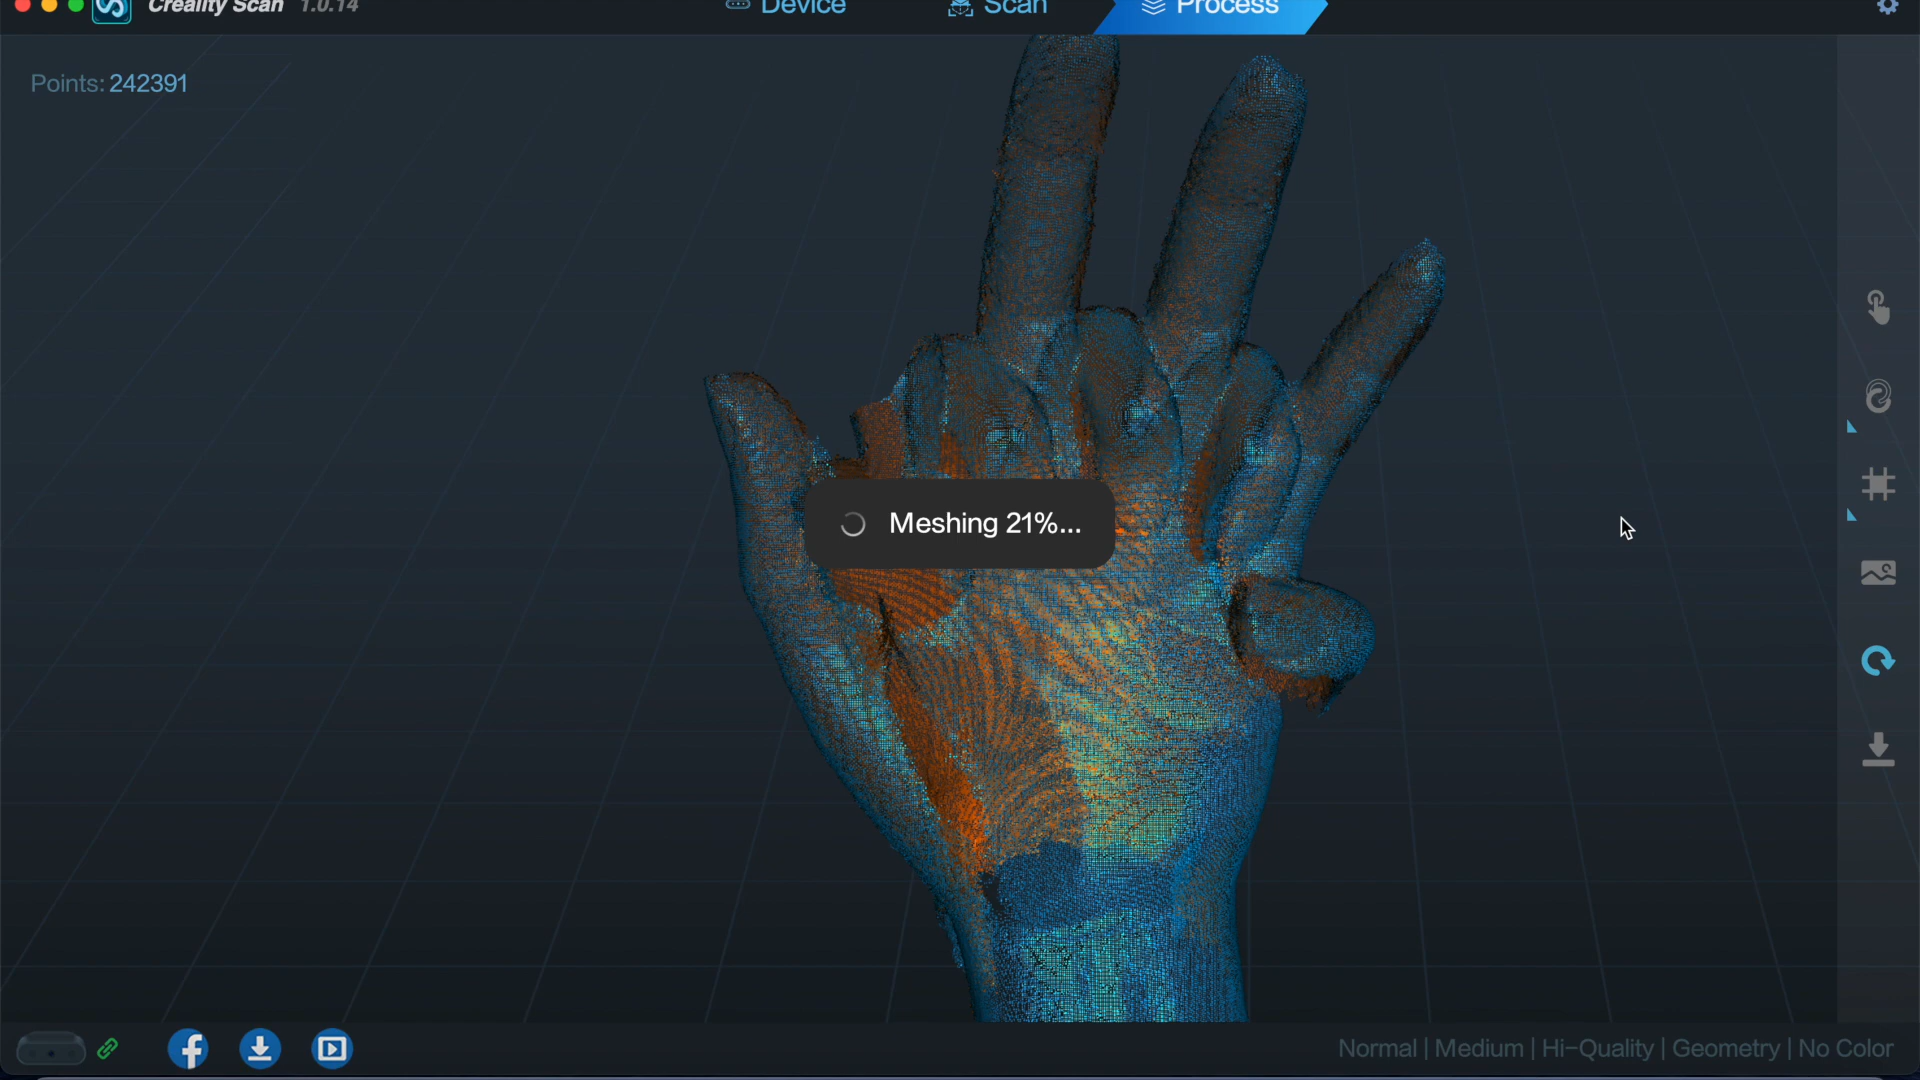 Creality Scan 1.0.14
Device
Scan
Process
Points: 242391
Meshing 21%...
Normal | Medium | Hi-Quality | Geometry | No Color